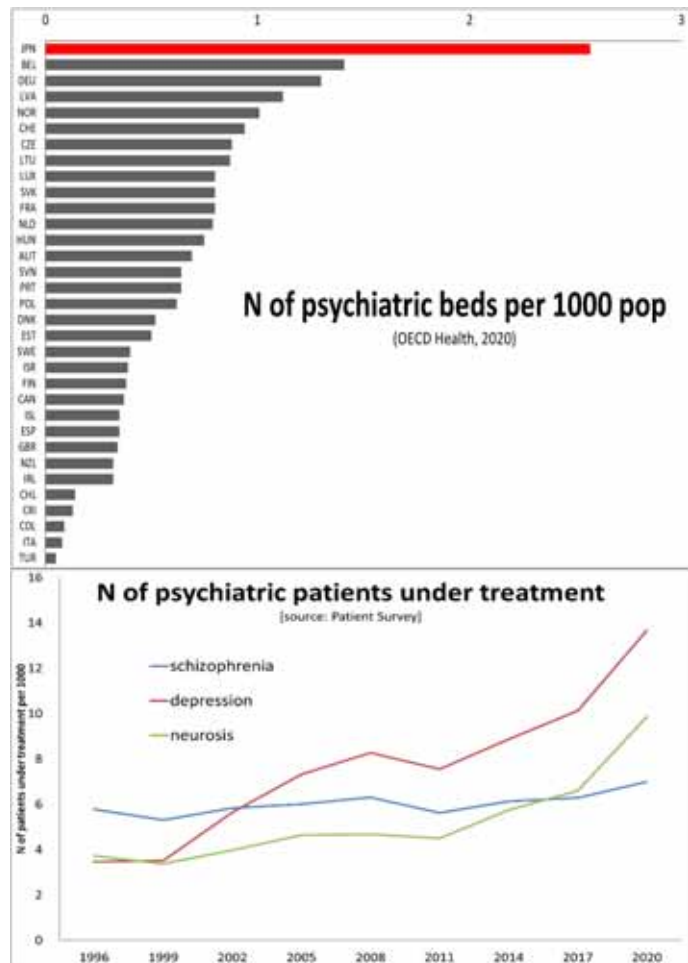 0 1 2 3
JPN
BEL
DEU
LVA
NOR
CHE
CZE
LTU
LUX
SVK
FRA
NLD
HUN
AUT
SVN
PRT
POL
DNK
EST
SWE
ISR
FIN
CAN
ISL
ESP
GBR
NZL
IRL
CHL
CRI
COL
ITA
TUR
N of psychiatric beds per 1000 pop
(OECD Health, 2020)
N of psychiatric patients under treatment
[source: Patient Survey]
N of patients under treatment per 1000
16
14
12
10
8
6
4
2
0
schizophrenia
depression
neurosis
1996 1999 2002 2005 2008 2011 2014 2017 2020